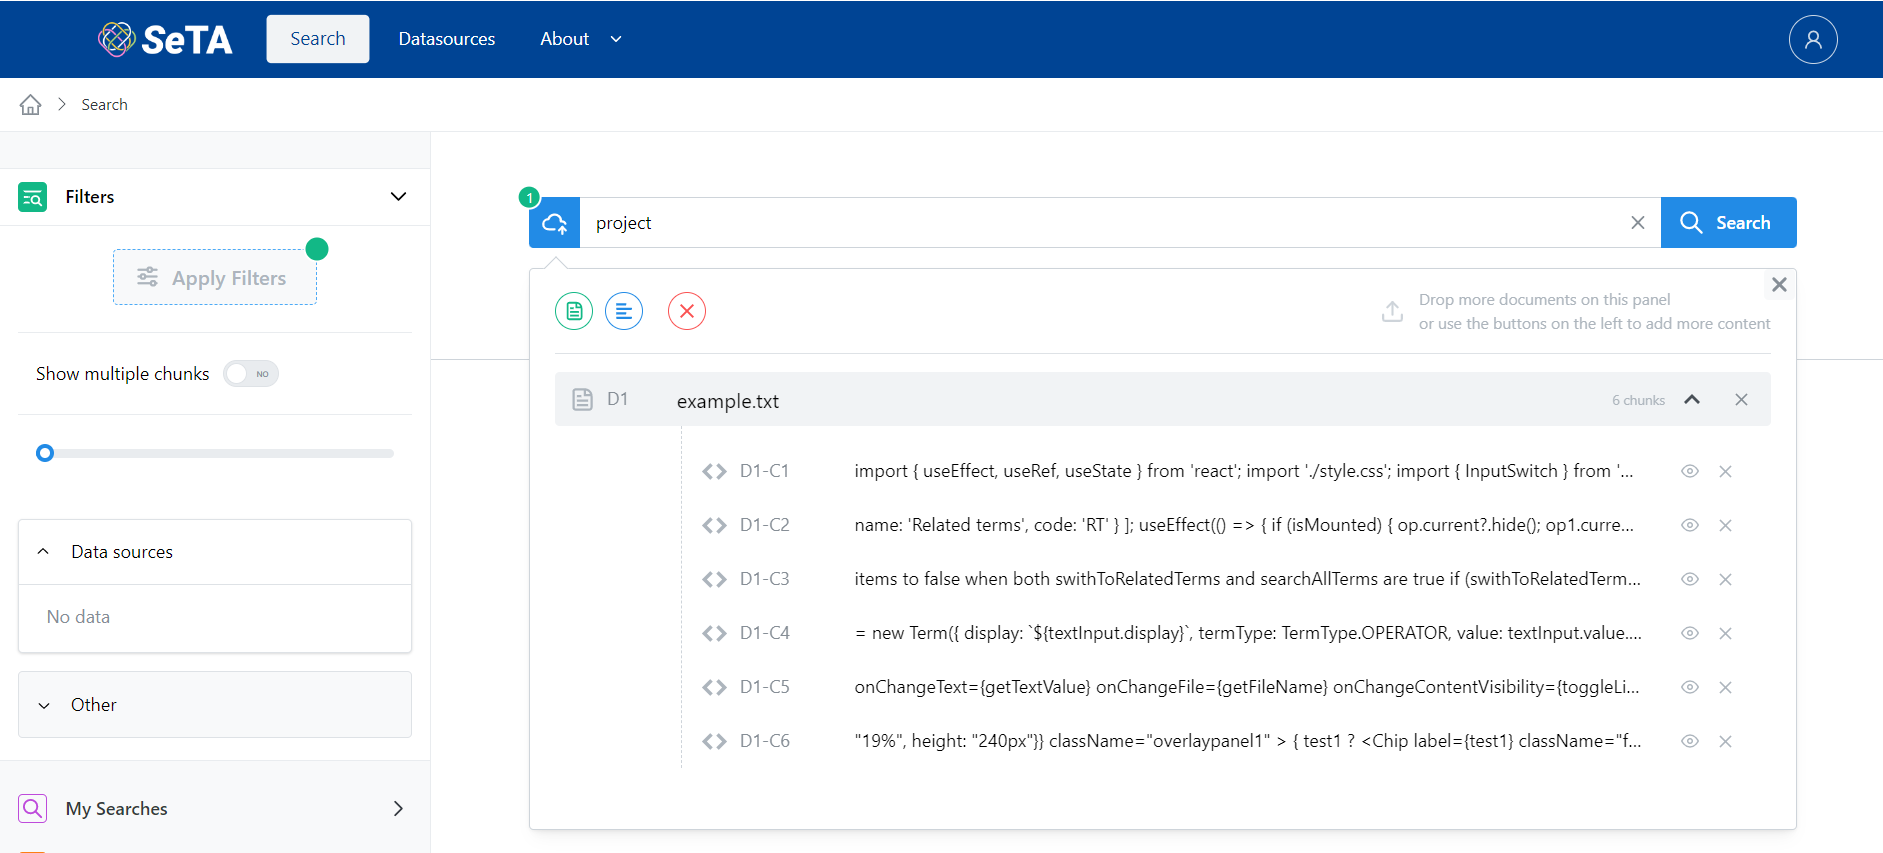 SeTA
Search
Datasources
About
Search
Filters
Apply Filters
Show multiple chunks
NO
Data sources
No data
Other
My Searches
1
project
Search
Drop more documents on this panel
or use the buttons on the left to add more content
D1 example.txt 6 chunks
D1-C1 import { useEffect, useRef, useState } from 'react'; import './style.css'; import { InputSwitch } from '...
D1-C2 name: 'Related terms', code: 'RT' } ]; useEffect(() => { if (isMounted) { op.current?.hide(); op1.curre...
D1-C3 items to false when both swithToRelatedTerms and searchAllTerms are true if (swithToRelatedTerm...
D1-C4 = new Term({ display: `${textInput.display}`, termType: TermType.OPERATOR, value: textInput.value....
D1-C5 onChangeText={getTextValue} onChangeFile={getFileName} onChangeContentVisibility={toggleLi...
D1-C6 "19%", height: "240px"}} className="overlaypanel1" > { test1 ? <Chip label={test1} className="f...